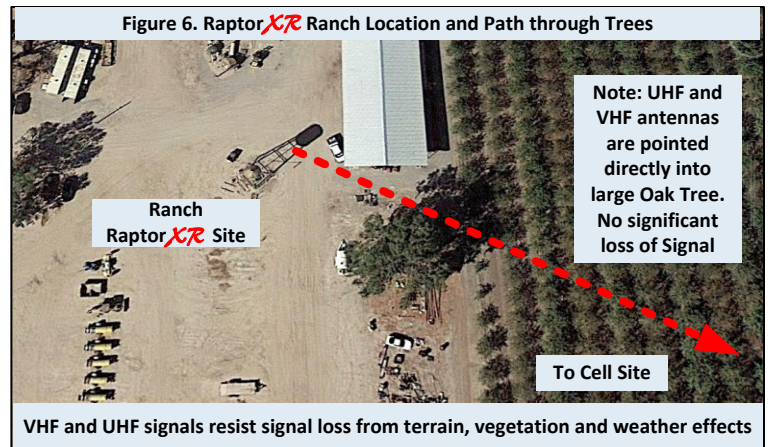 Figure 6. RaptorXR Ranch Location and Path through Trees
Note: UHF and
VHF antennas
are pointed
directly into
large Oak Tree.
No significant
loss of Signal
Ranch
RaptorXR Site
To Cell Site
VHF and UHF signals resist signal loss from terrain, vegetation and weather effects